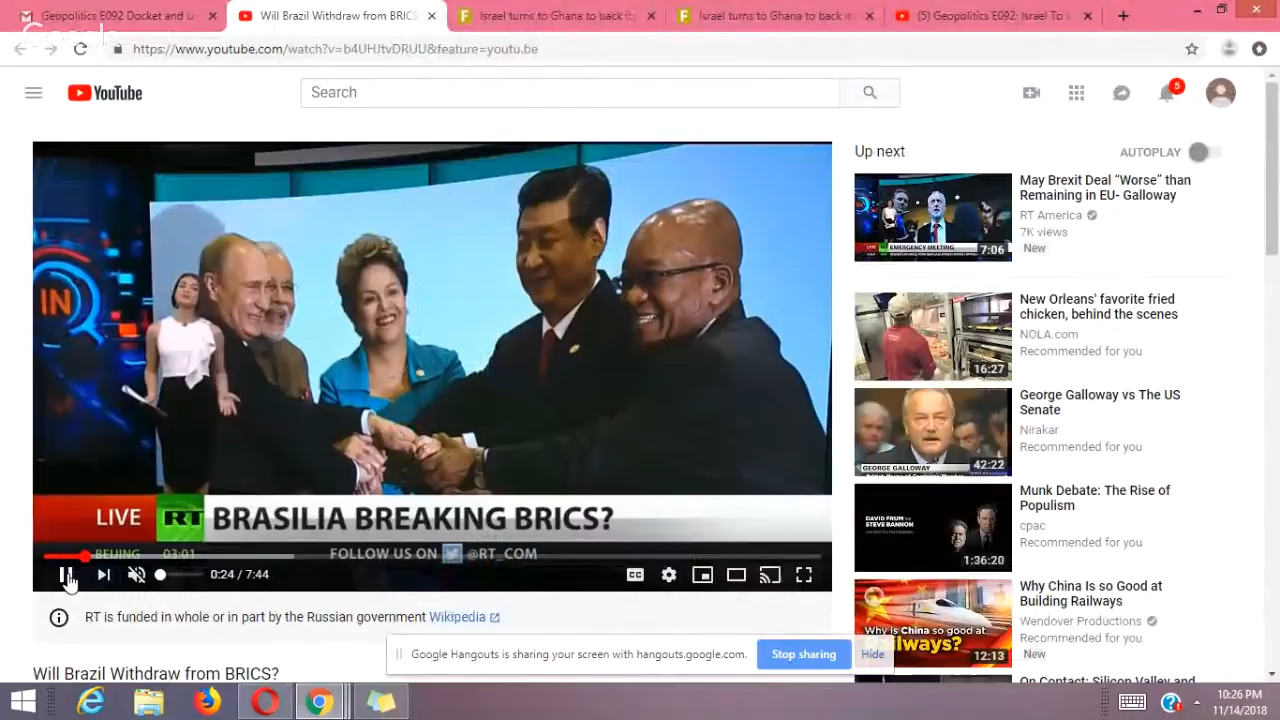 Geopolitics E092 Docket and L
Will Brazil Withdraw from BRICS
Israel turns to Ghana to back
Israel turns to Ghana to back
(5) Geopolitics E092: Israel To
Google
https://www.youtube.com/watch?v=b4UHJtvDRUU&feature=youtu.be
YouTube
Search
5
IN
LIVE RT BRASILIA BREAKING BRICS?
BEIJING 03:01 FOLLOW US ON @RT_COM
0:24 / 7:44
CC
RT is funded in whole or in part by the Russian government Wikipedia
Will Brazil Withdraw from BRICS?
Up next
AUTOPLAY
LIVE EMERGENCY MEETING
7:06
May Brexit Deal “Worse” than
Remaining in EU- Galloway
RT America
7K views
New
16:27
New Orleans' favorite fried
chicken, behind the scenes
NOLA.com
Recommended for you
GEORGE GALLOWAY
42:22
George Galloway vs The US
Senate
Nirakar
Recommended for you
DAVID FRUM vs
STEVE BANNON
1:36:20
Munk Debate: The Rise of
Populism
cpac
Recommended for you
Why is China so good at
railways?
12:13
Why China Is so Good at
Building Railways
Wendover Productions
Recommended for you
New
On Contact: Silicon Valley and
Google Hangouts is sharing your screen with hangouts.google.com.
Stop sharing
Hide
10:26 PM
11/14/2018